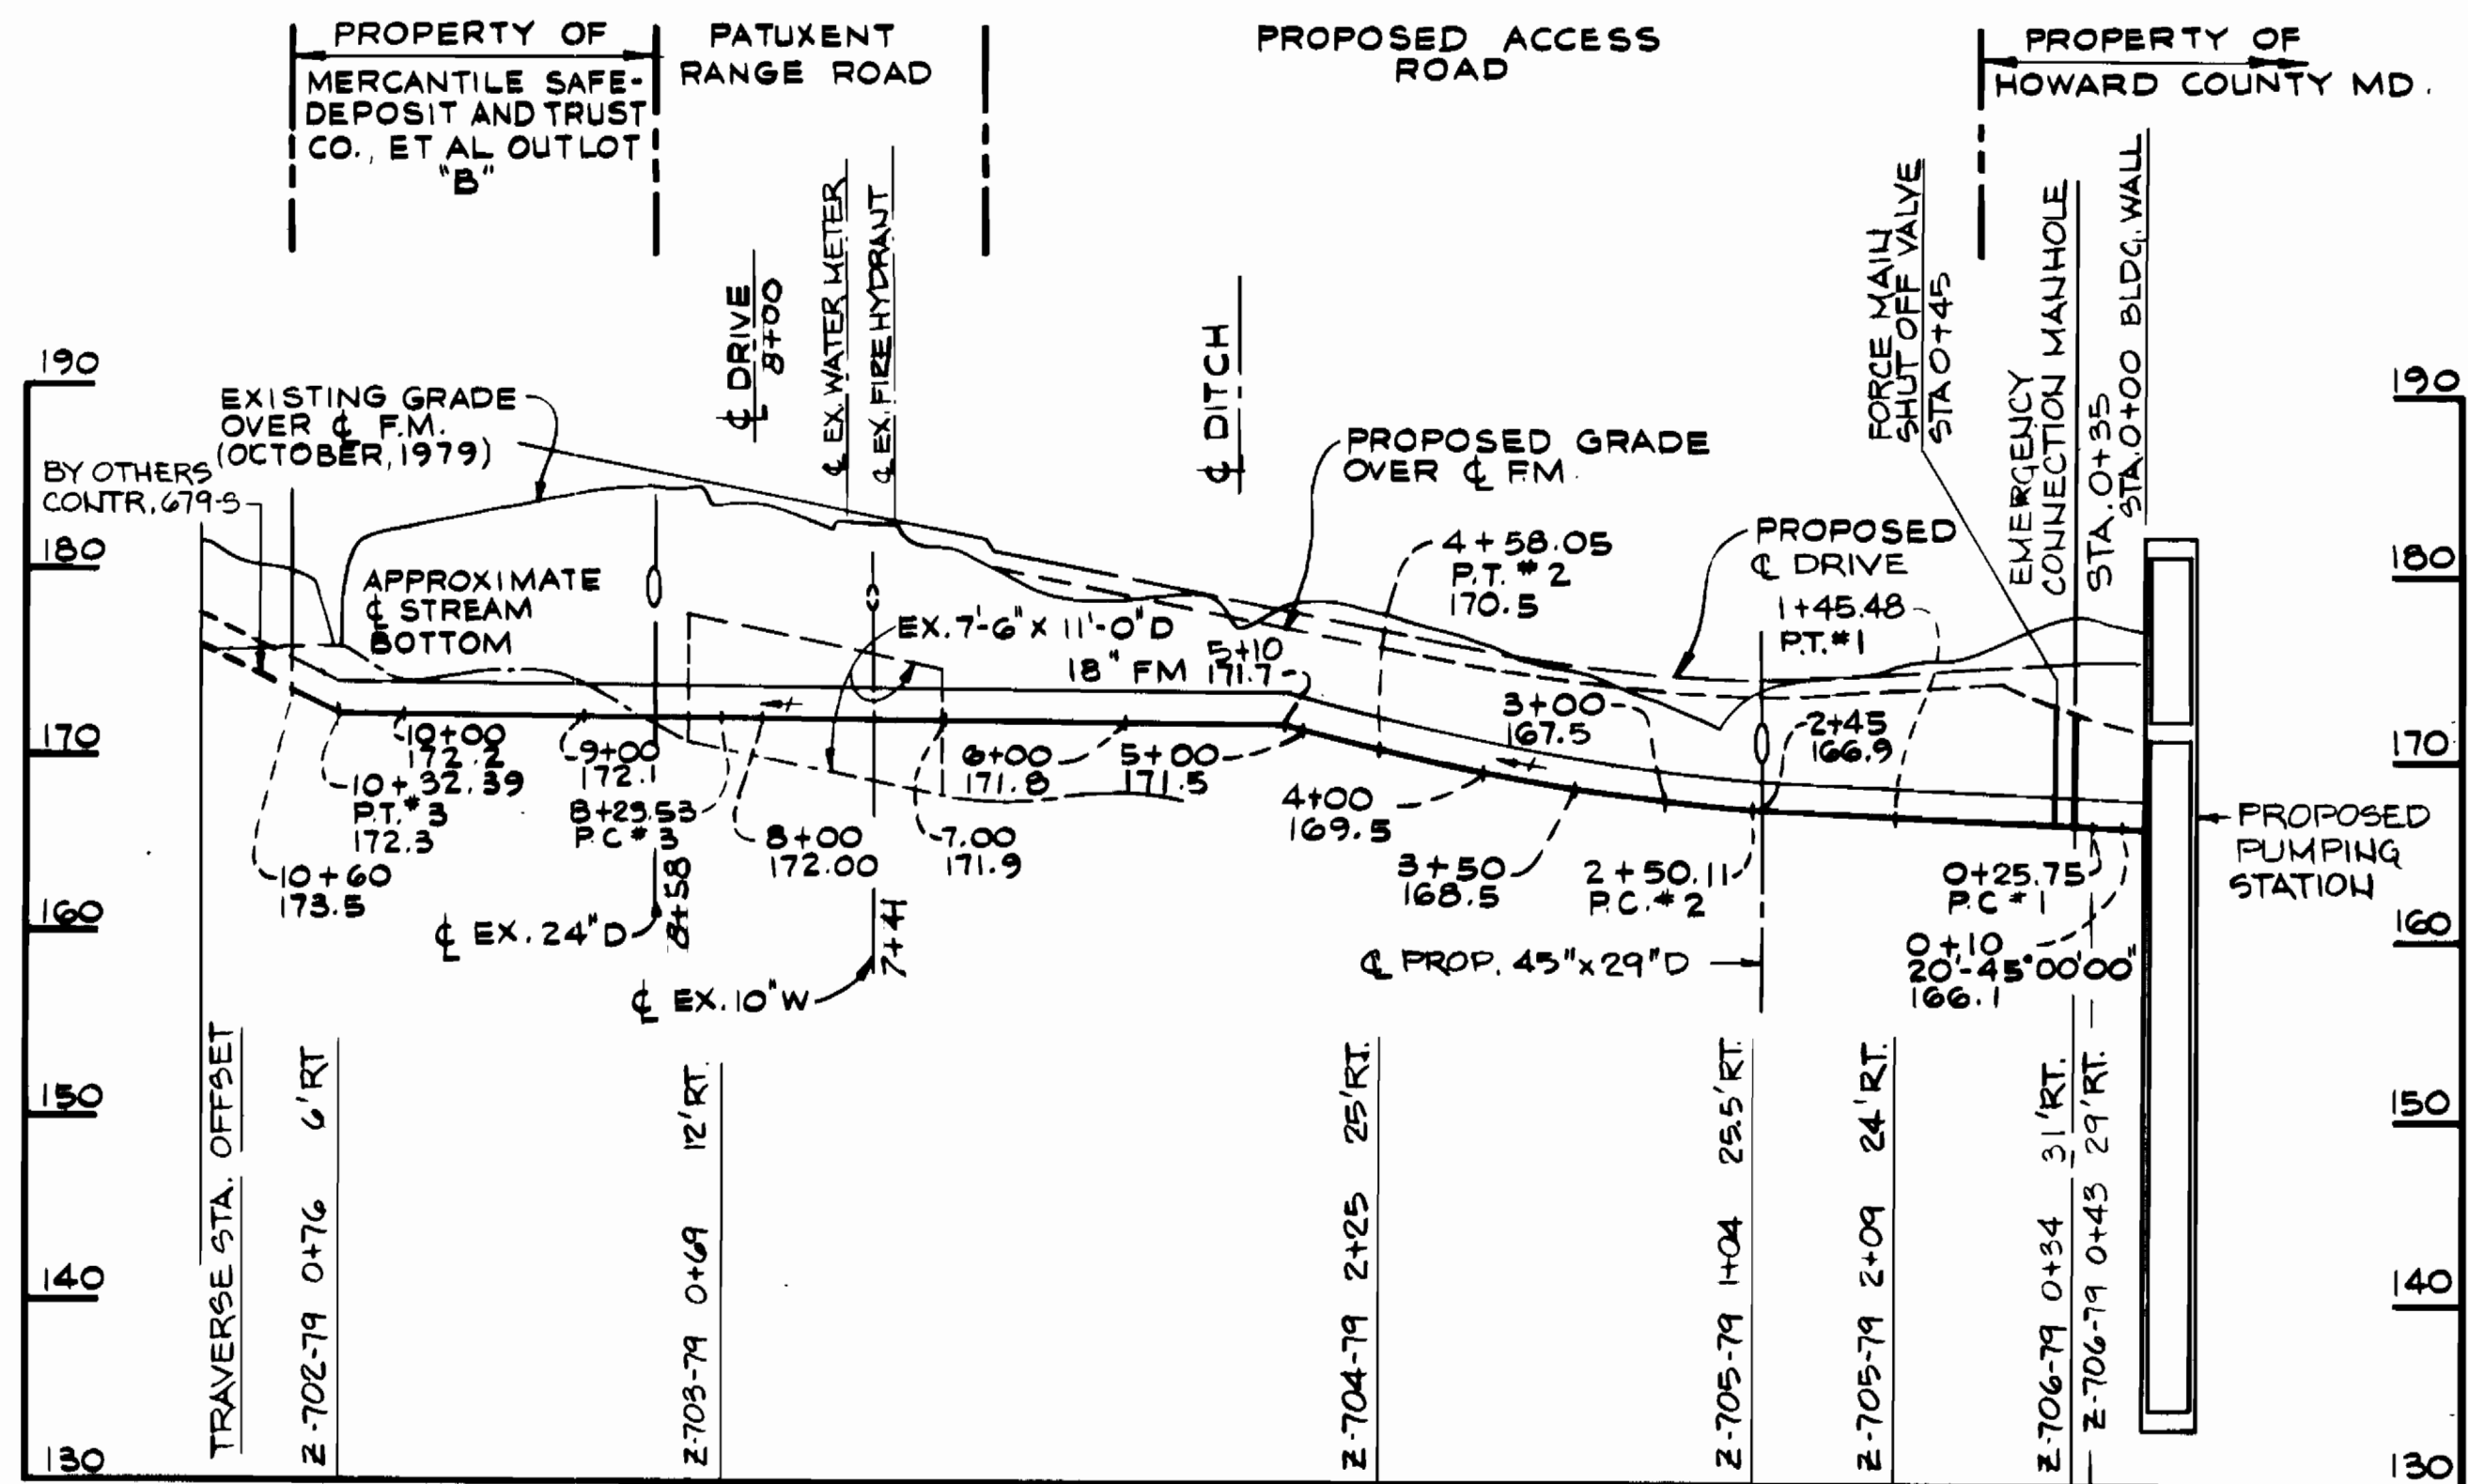 PROPERTY OF
MERCANTILE SAFE-
DEPOSIT AND TRUST
CO., ET AL OUTLOT
"B"
PATUXENT
RANGE ROAD
PROPOSED ACCESS
ROAD
PROPERTY OF
HOWARD COUNTY MD.
℄ DRIVE
8+00
℄ EX. WATER METER
℄ EX. FIRE HYDRANT
℄ DITCH
FORCE MAIN
SHUT OFF VALVE
STA 0+45
EMERGENCY
CONNECTION MANHOLE
STA. 0+35
STA. 0+00 BLDG. WALL
190
180
170
160
150
140
130
EXISTING GRADE
OVER ℄ F.M.
(OCTOBER, 1979)
BY OTHERS
CONTR. 679-S
APPROXIMATE
℄ STREAM
BOTTOM
PROPOSED GRADE
OVER ℄ F.M.
4+58.05
P.T. #2
170.5
PROPOSED
℄ DRIVE
1+45.48
P.T. #1
EX. 7'-6" X 11'-0" D
18" FM
5+10
171.7
10+00
172.2
10+32.39
P.T. #3
172.3
10+60
173.5
9+00
172.1
8+23.53
P.C #3
8+00
172.00
7.00
171.9
6+00
171.8
5+00
171.5
4+00
169.5
3+50
168.5
3+00
167.5
2+45
166.9
2+50.11
P.C. #2
0+25.75
P.C #1
0+10
20'-45°00'00"
166.1
℄ EX. 24" D
8+58
℄ EX. 10" W
7+41
℄ PROP. 45" x 29" D
PROPOSED
PUMPING
STATION
TRAVERSE STA. OFFSET
Z-702-79 0+76 6' RT
Z-703-79 0+69 12' RT.
Z-704-79 2+25 25' RT.
Z-705-79 1+04 25.5' RT.
Z-705-79 2+09 24' RT.
Z-706-79 0+34 31' RT.
Z-706-79 0+43 29' RT.
190
180
170
160
150
140
130